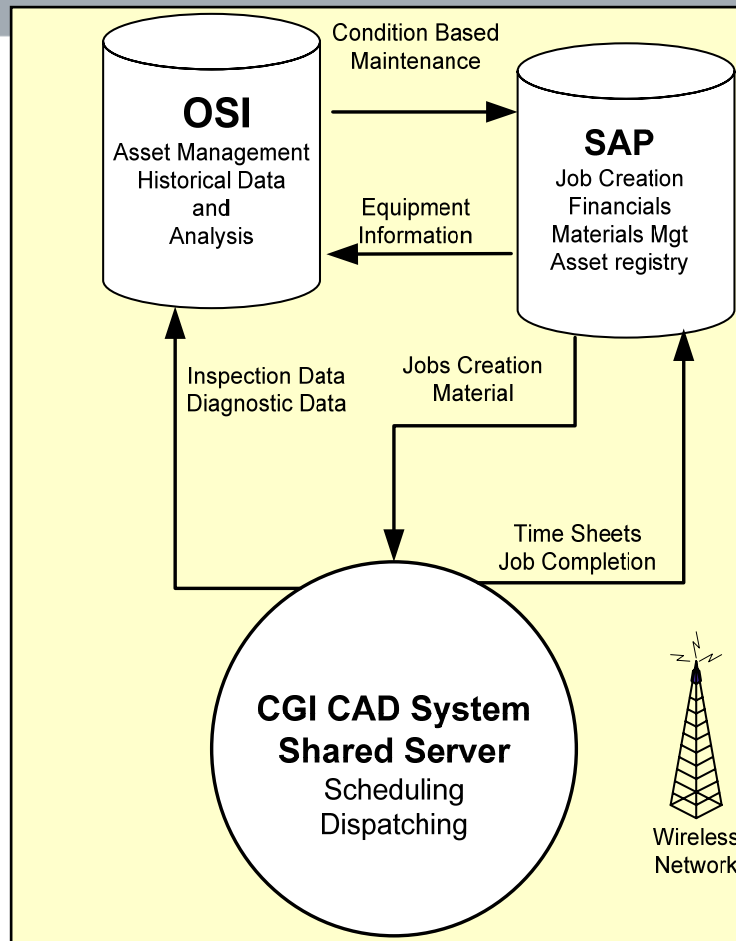 Condition Based
Maintenance
OSI
Asset Management
Historical Data
and
Analysis
SAP
Job Creation
Financials
Materials Mgt
Asset registry
Equipment
Information
Inspection Data
Diagnostic Data
Jobs Creation
Material
Time Sheets
Job Completion
CGI CAD System
Shared Server
Scheduling
Dispatching
Wireless
Network